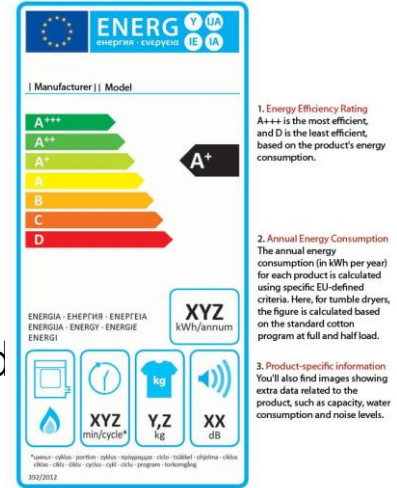 ENERG Y IJA
енергия · ενεργεια IE IA
| Manufacturer || Model
A+++
A++
A+
A+
A
B
C
D
ENERGIA · ЕНЕРГИЯ · ΕΝΕΡΓΕΙΑ
ENERGIJA · ENERGY · ENERGIE
ENERGI
XYZ
kWh/annum
d
XYZ
min/cycle*
kg
Y,Z
kg
XX
dB
392/2012
1. Energy Efficiency Rating
A+++ is the most efficient,
and D is the least efficient,
based on the product's energy
consumption.
2. Annual Energy Consumption
The annual energy
consumption (in kWh per year)
for each product is calculated
using specific EU-defined
criteria. Here, for tumble dryers,
the figure is calculated based
on the standard cotton
program at full and half load.
3. Product-specific information
You'll also find images showing
extra data related to the
product, such as capacity, water
consumption and noise levels.